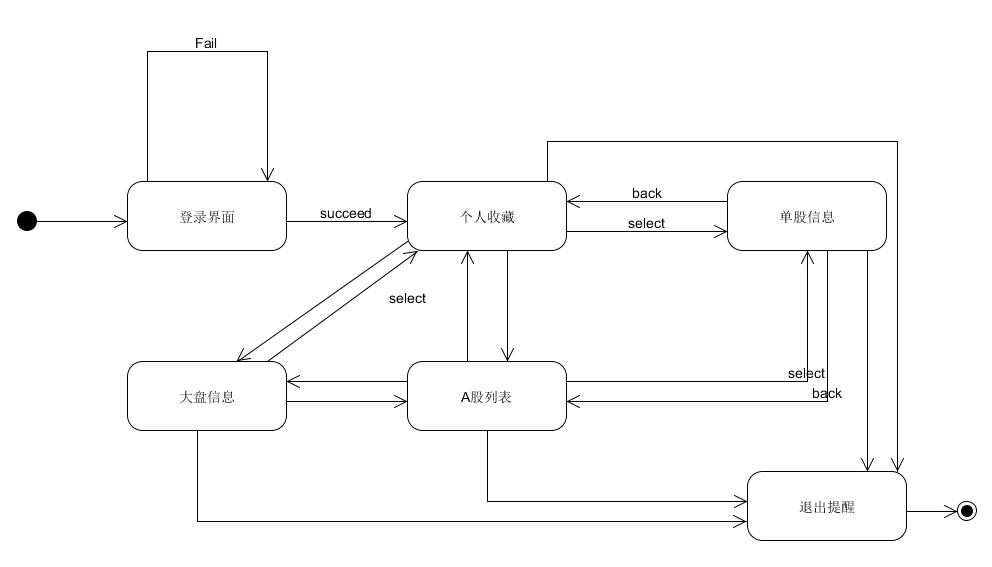 Fail
登录界面
succeed
个人收藏
back
select
单股信息
select
大盘信息
A股列表
select
back
退出提醒